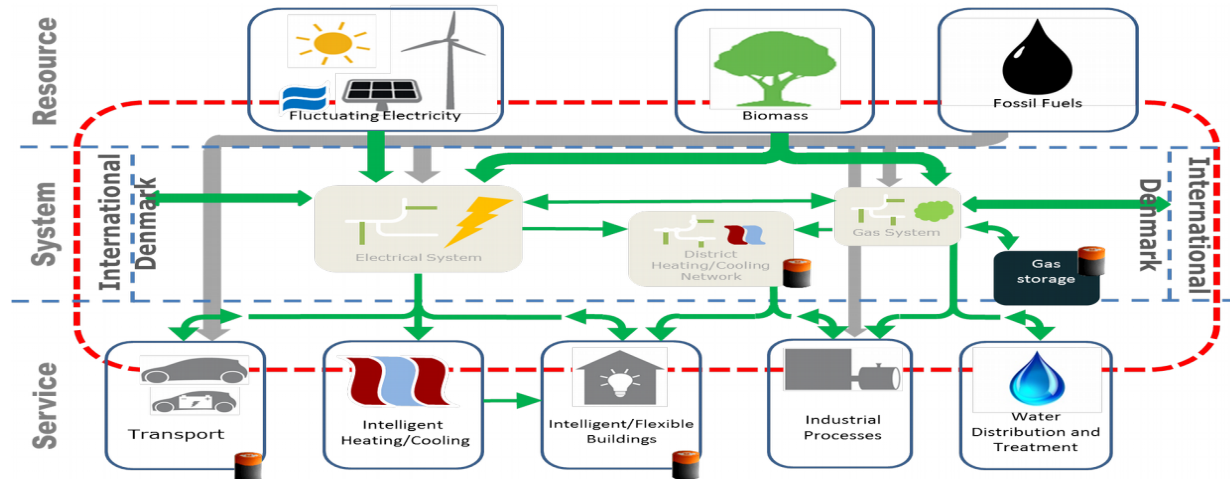 Resource
Fluctuating Electricity
Biomass
Fossil Fuels
System
International
Denmark
Electrical System
District
Heating/Cooling
Network
Gas System
Gas
storage
Denmark
International
Service
Transport
Intelligent
Heating/Cooling
Intelligent/Flexible
Buildings
Industrial
Processes
Water
Distribution and
Treatment